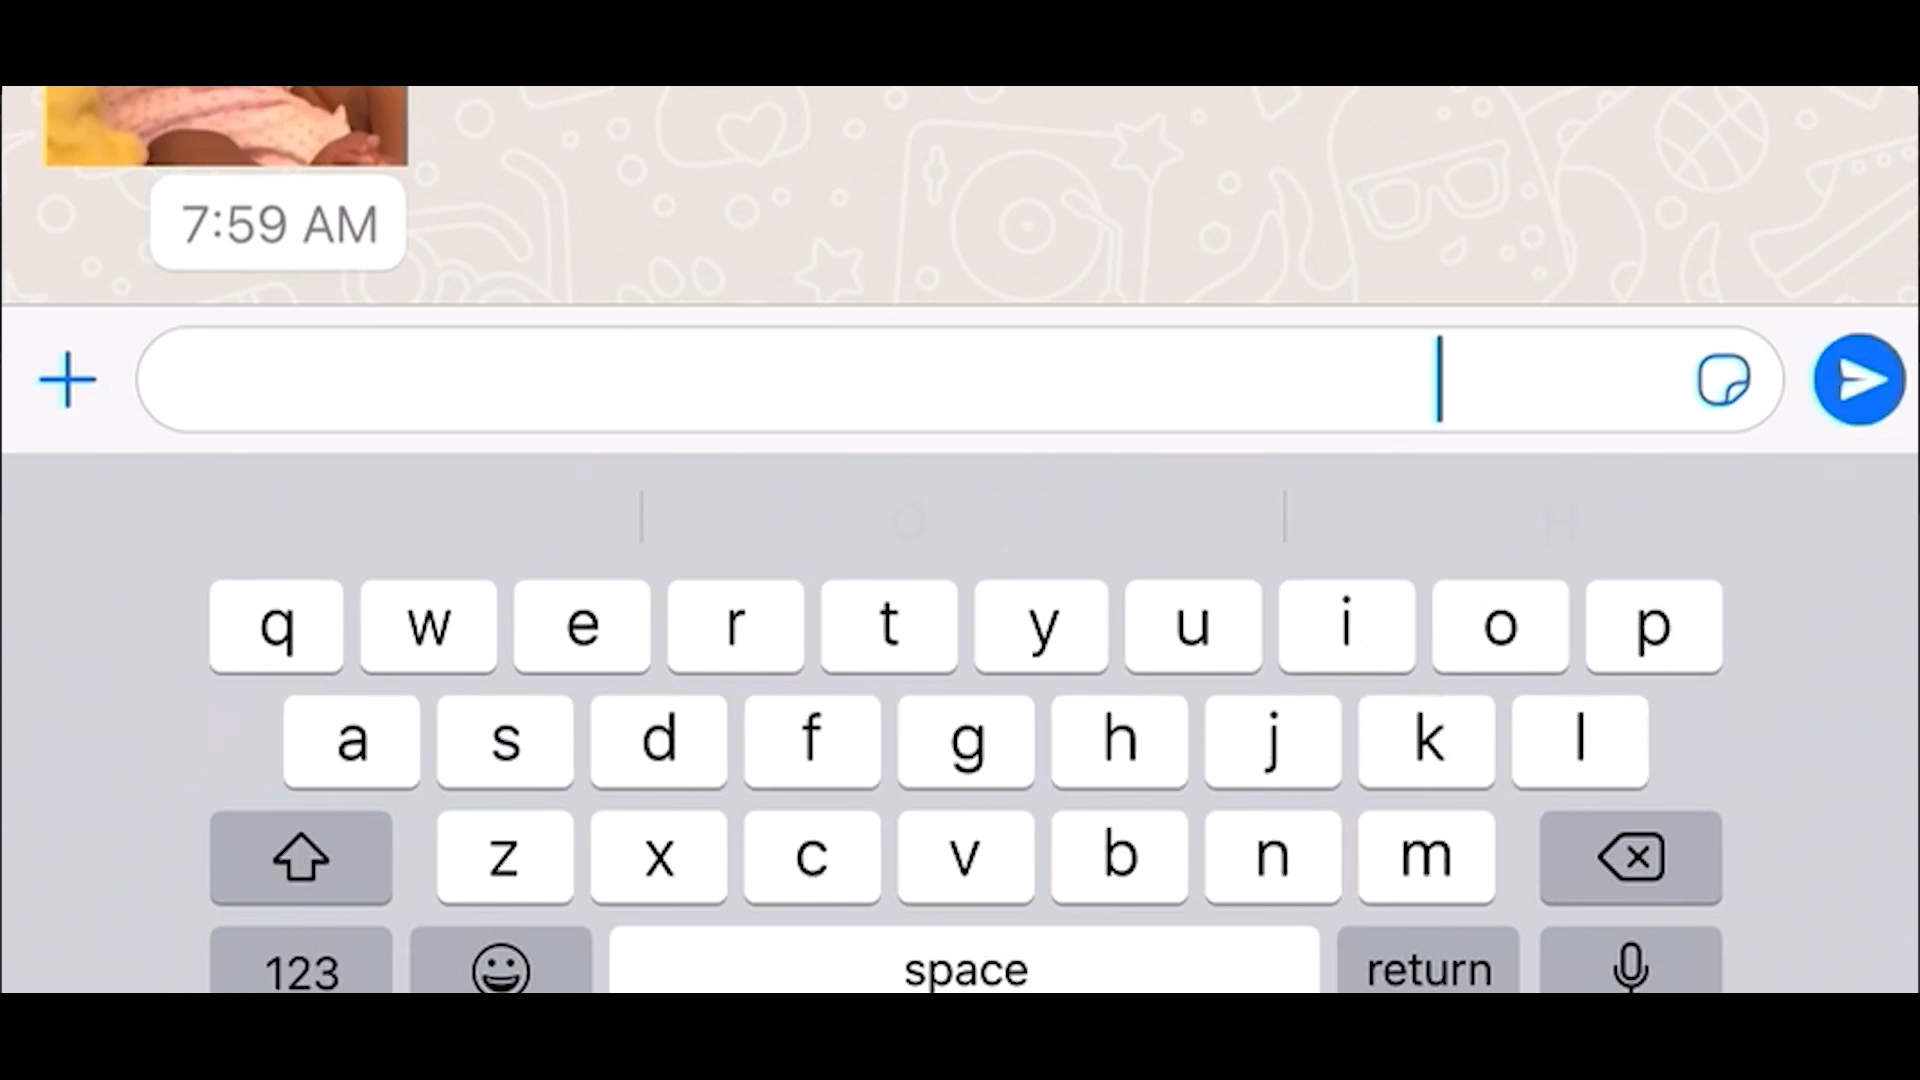 7:59 AM
q w e r t y u i o p
a s d f g h j k l
z x c v b n m
123 space return